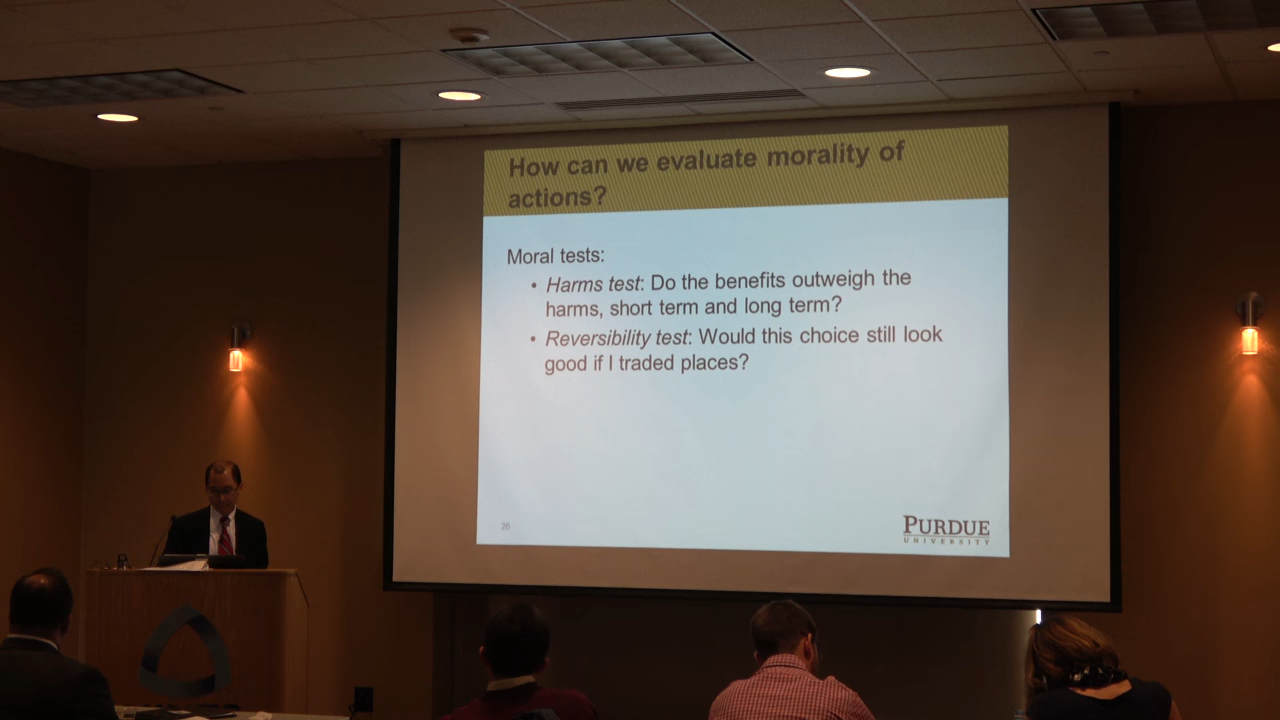 How can we evaluate morality of
actions?
Moral tests:
• Harms test: Do the benefits outweigh the
harms, short term and long term?
• Reversibility test: Would this choice still look
good if I traded places?
26
PURDUE
UNIVERSITY